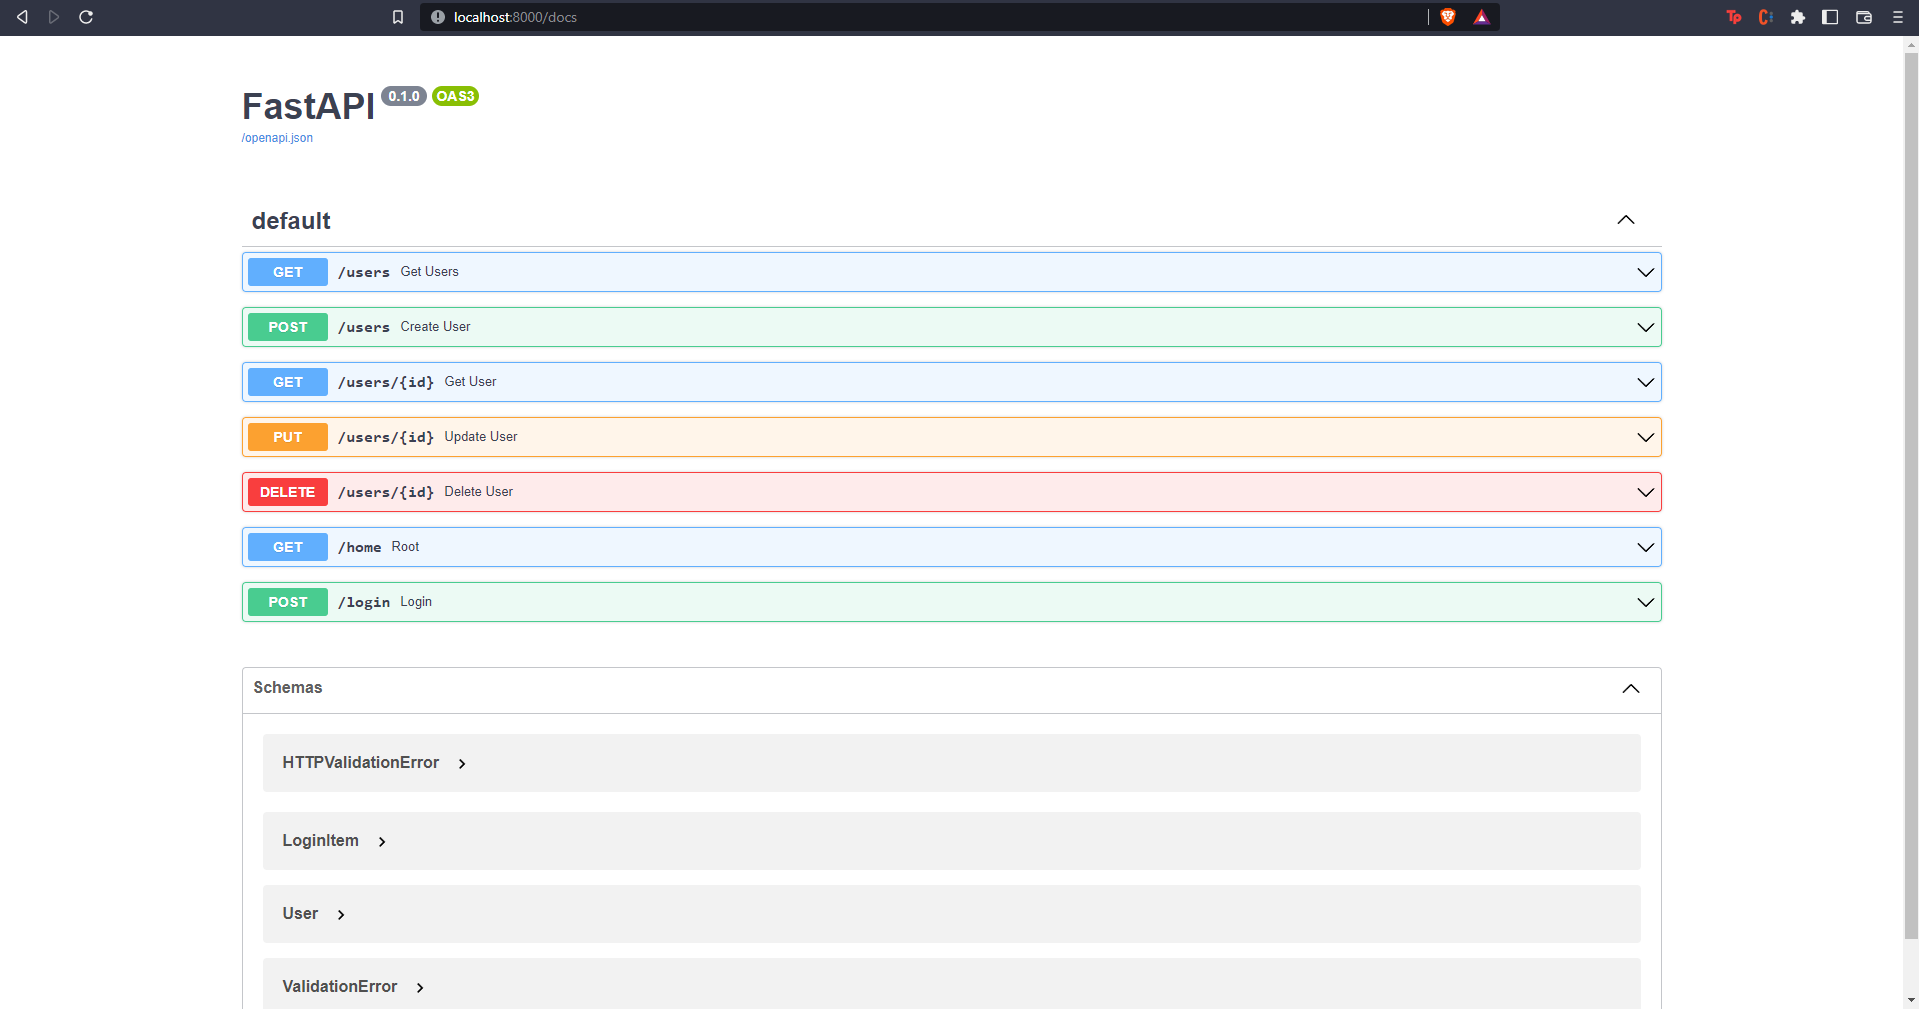 localhost:8000/docs
FastAPI 0.1.0 OAS3
/openapi.json
default
GET /users Get Users
POST /users Create User
GET /users/{id} Get User
PUT /users/{id} Update User
DELETE /users/{id} Delete User
GET /home Root
POST /login Login
Schemas
HTTPValidationError
LoginItem
User
ValidationError